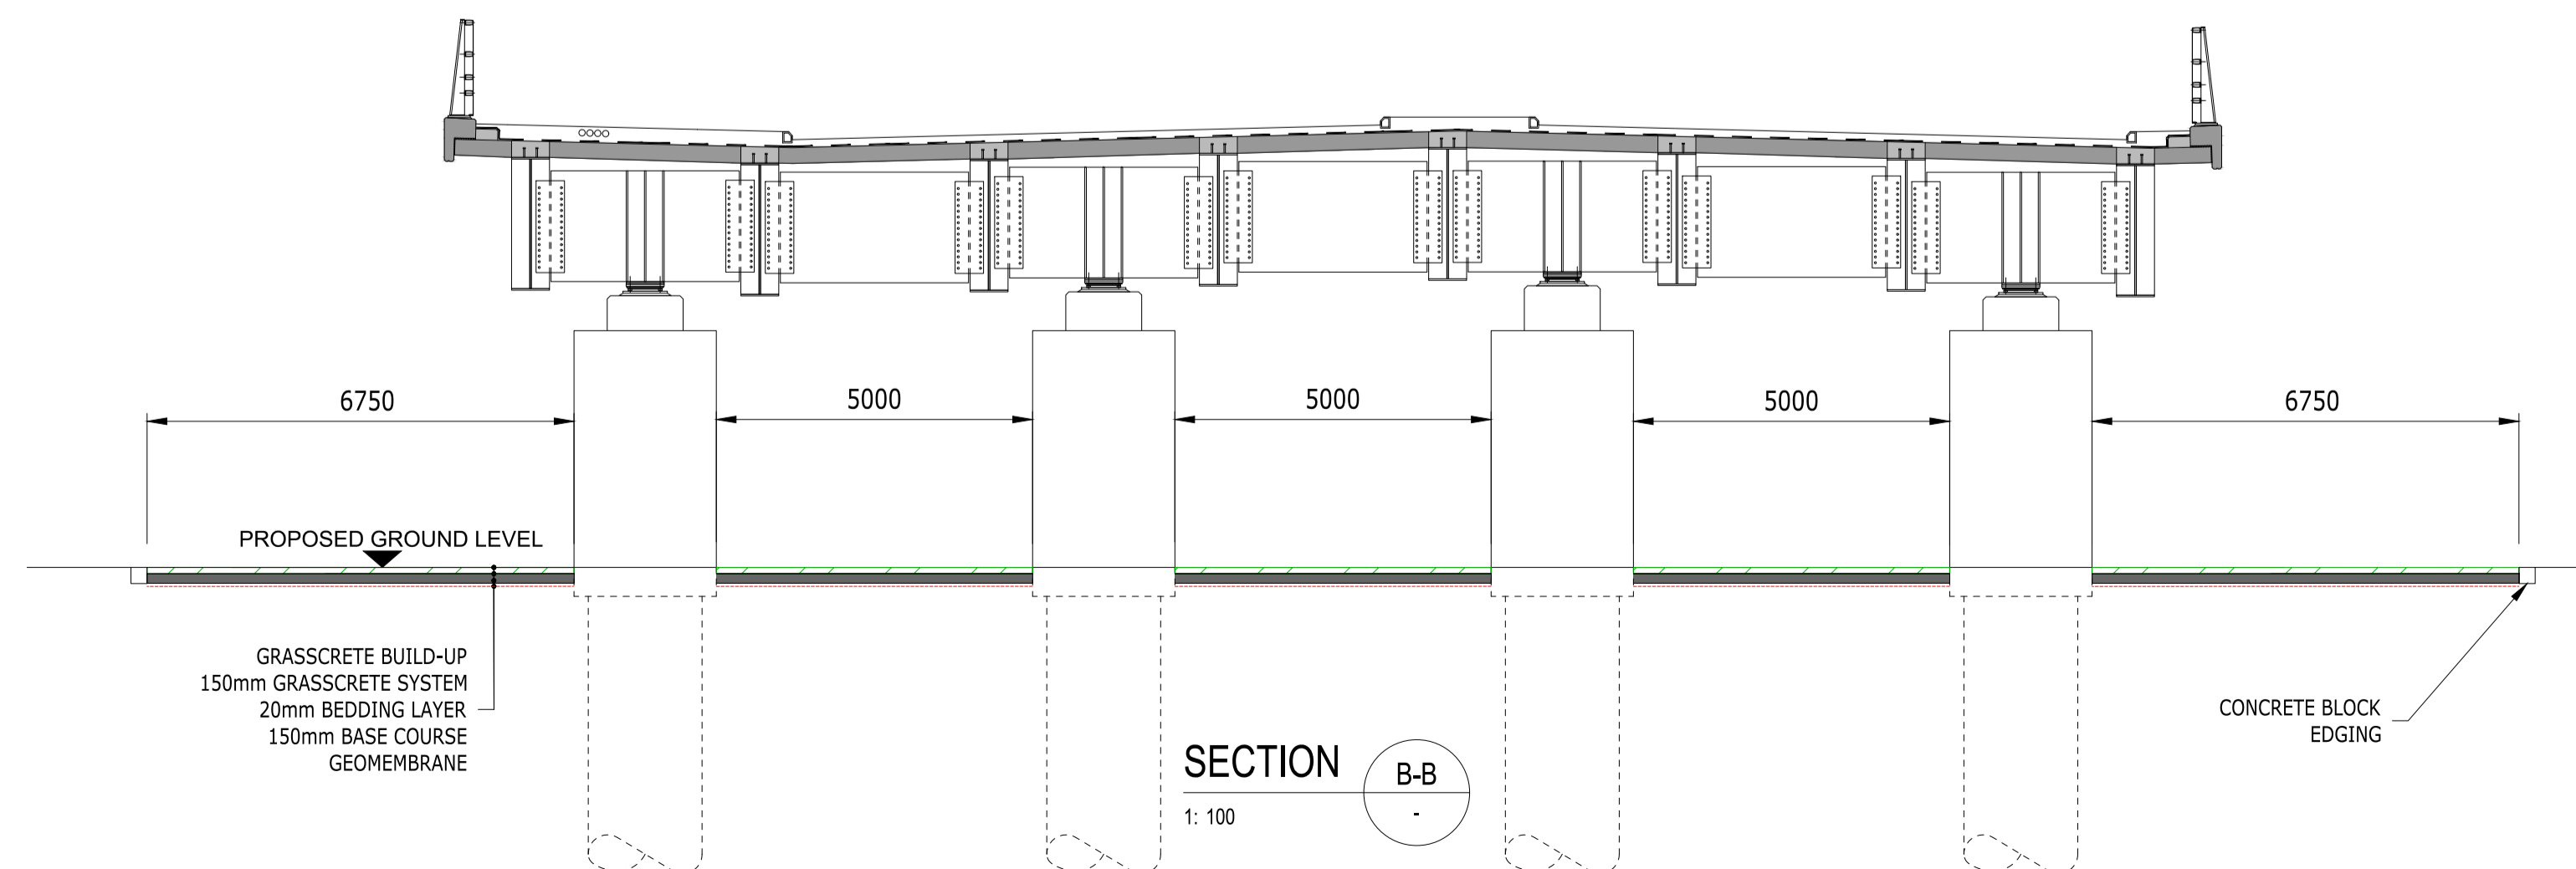 6750
5000
5000
5000
6750
PROPOSED GROUND LEVEL
GRASSCRETE BUILD-UP
150mm GRASSCRETE SYSTEM
20mm BEDDING LAYER
150mm BASE COURSE
GEOMEMBRANE
SECTION
B-B
-
1: 100
CONCRETE BLOCK
EDGING